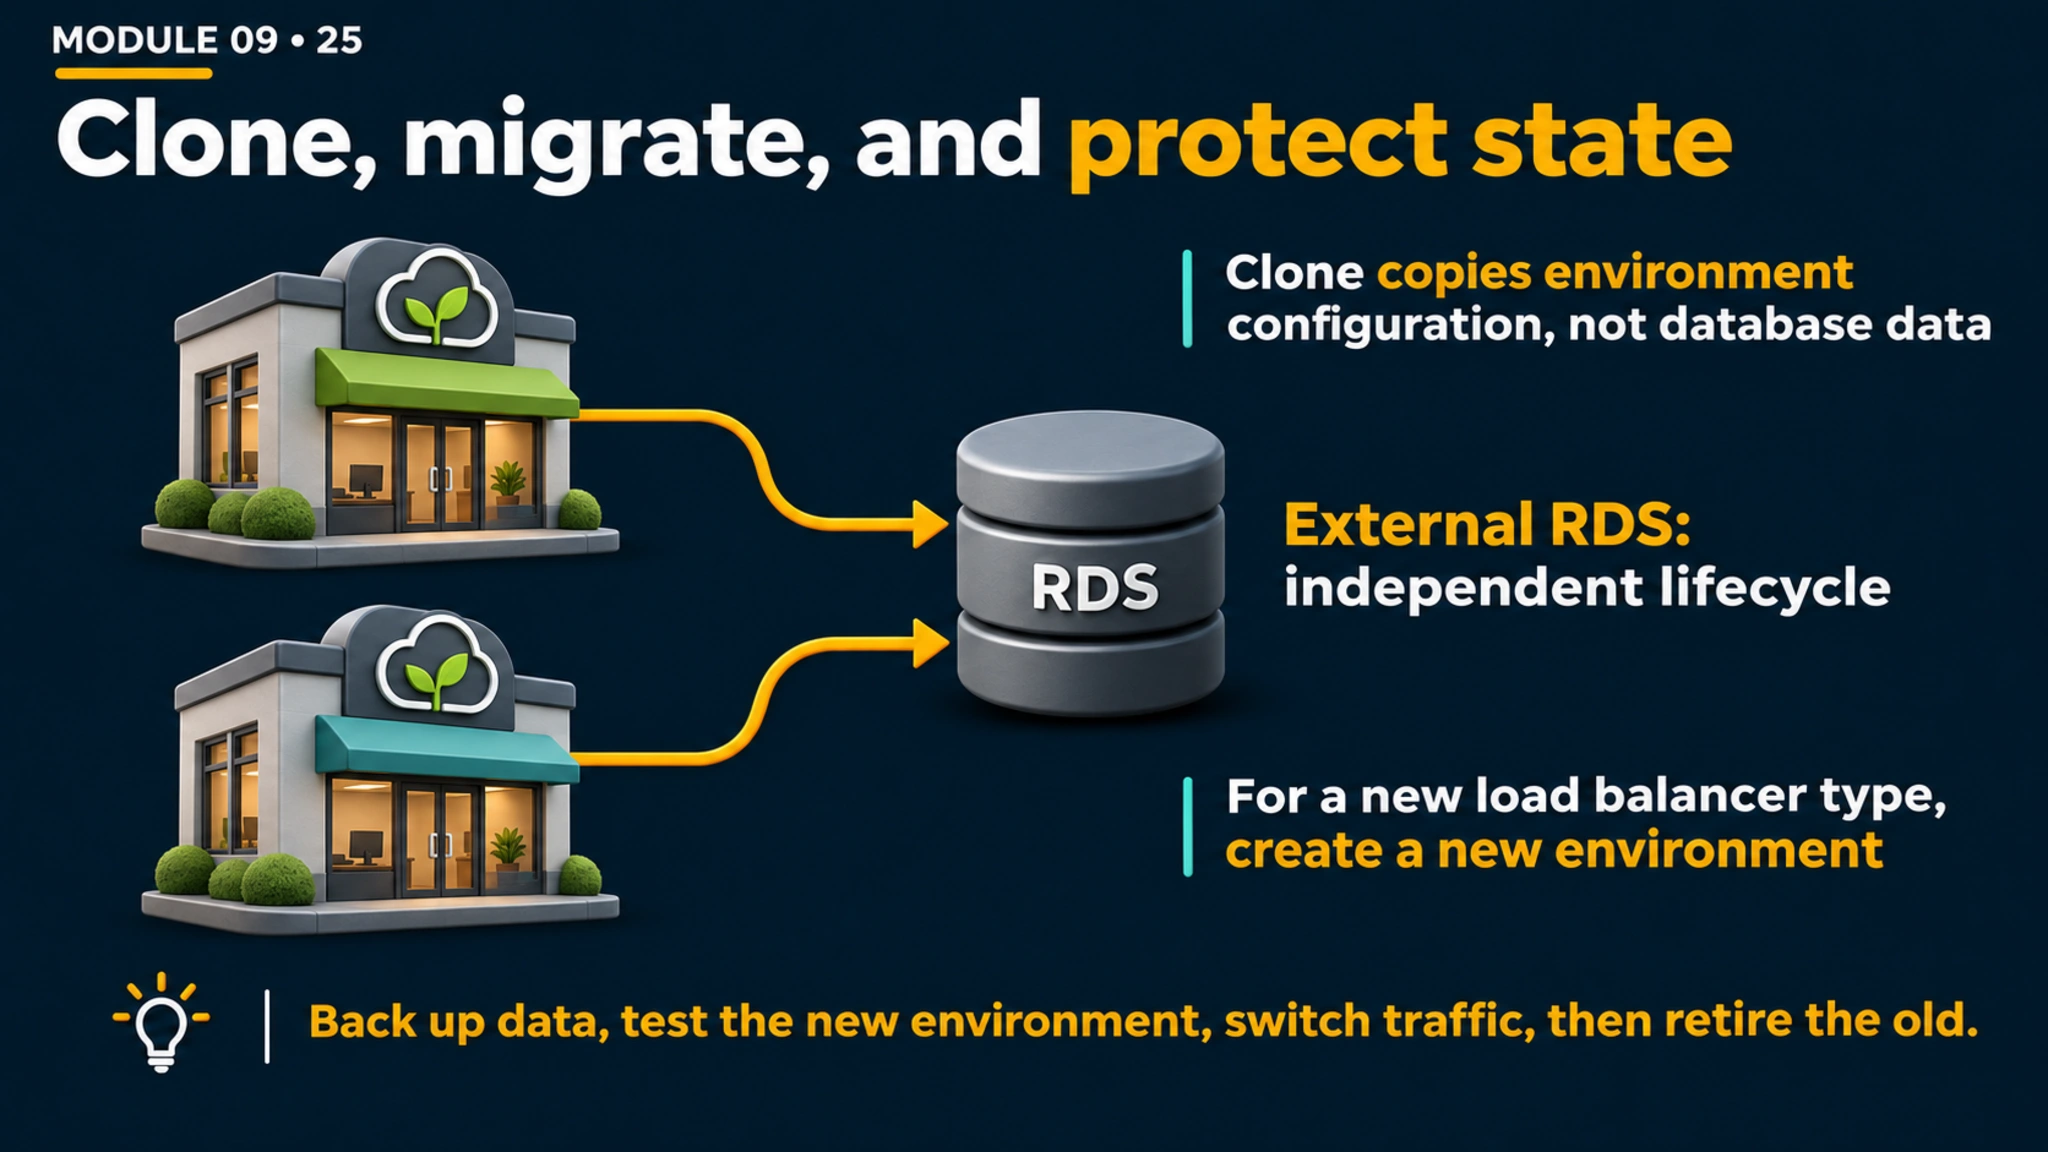 MODULE 09 • 25
Clone, migrate, and protect state
Clone copies environment
configuration, not database data
RDS
External RDS:
independent lifecycle
For a new load balancer type,
create a new environment
Back up data, test the new environment, switch traffic, then retire the old.